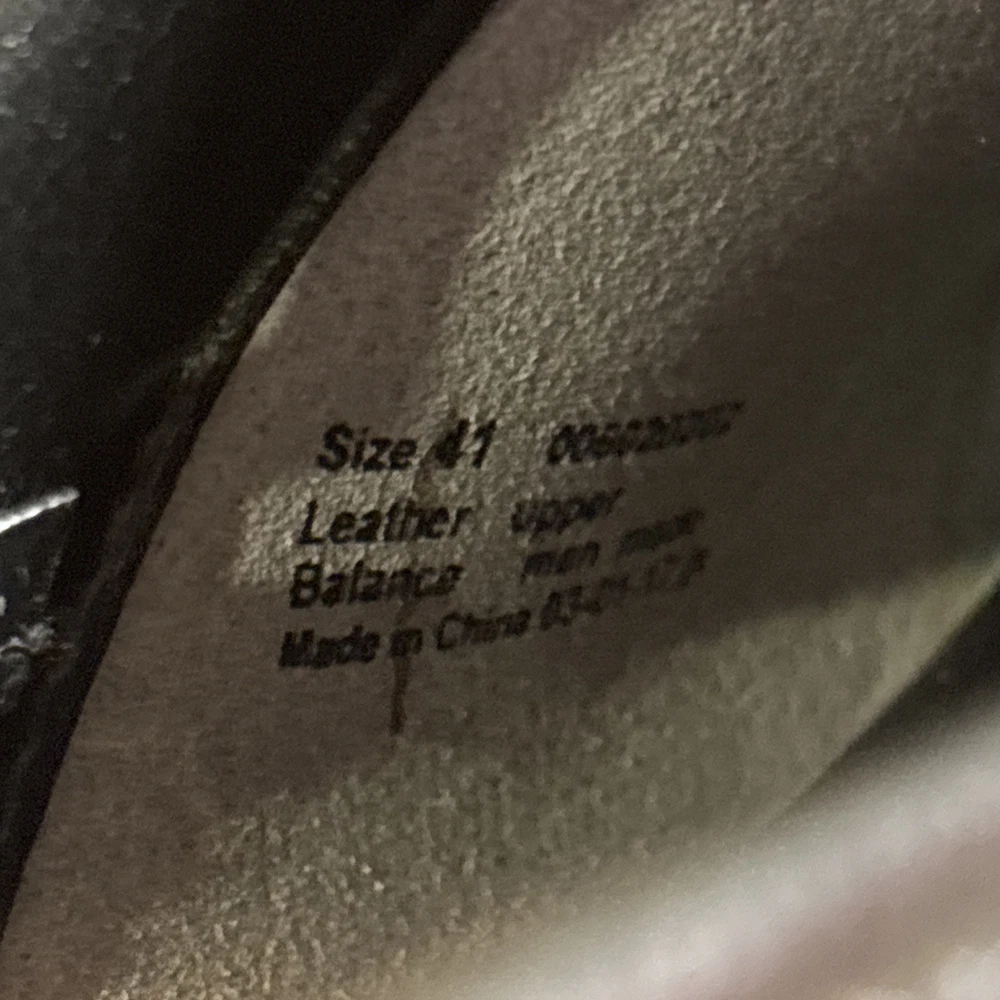 Size 41
Leather upper
Balance man made
Made in China